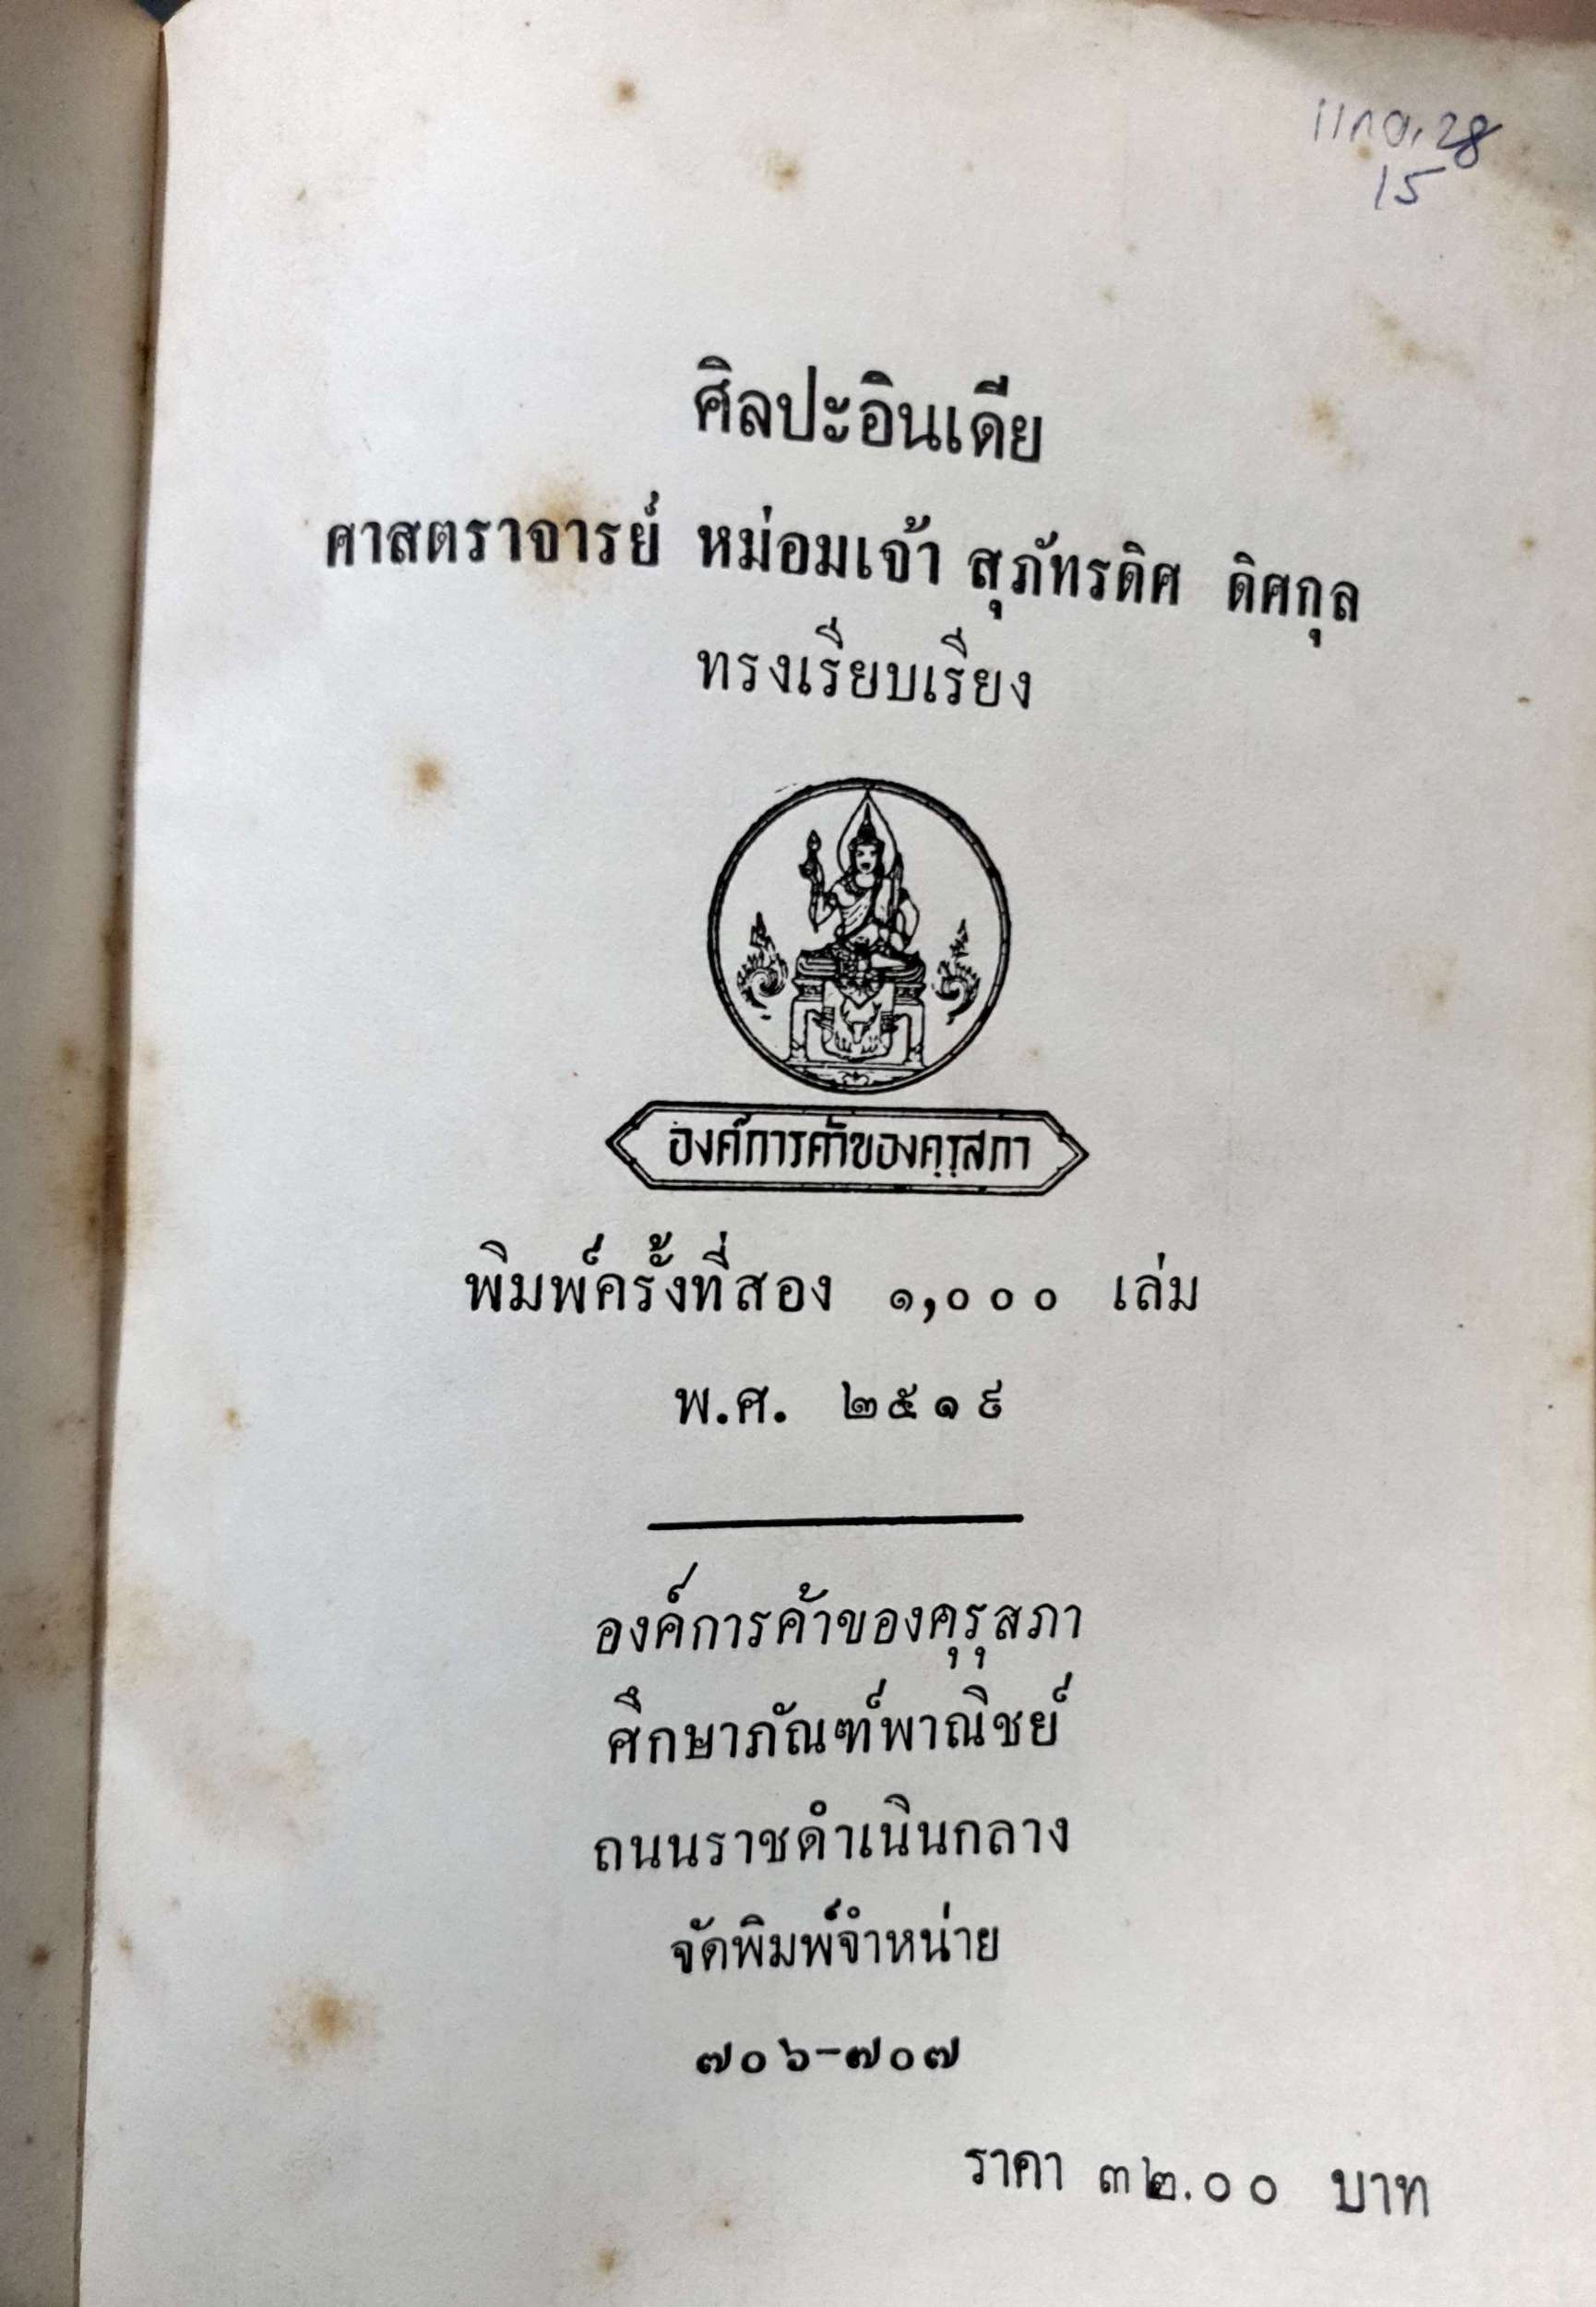 ศิลปะอินเดีย
ศาสตราจารย์ หม่อมเจ้า สุภัทรดิศ ดิศกุล
ทรงเรียบเรียง
องค์การค้าของคุรุสภา
พิมพ์ครั้งที่สอง ๑,๐๐๐ เล่ม
พ.ศ. ๒๕๑๙
องค์การค้าของคุรุสภา
ศึกษาภัณฑ์พาณิชย์
ถนนราชดำเนินกลาง
จัดพิมพ์จำหน่าย
๗๐๖-๗๐๗
ราคา ๓๒.๐๐ บาท